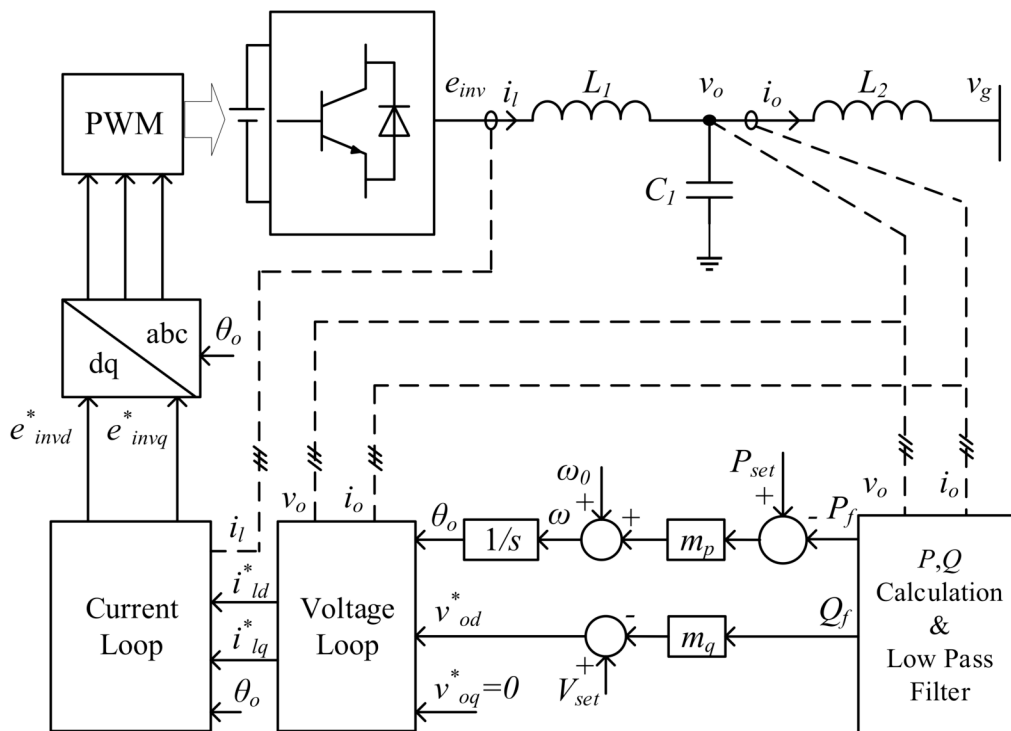 PWM
e_inv
i_l
L_1
v_o
i_o
L_2
v_g
C_1
abc
dq
θ_o
e*_invd
e*_invq
v_o
i_o
ω_0
P_set
v_o
i_o
i_l
θ_o
1/s
ω
+
+
m_p
+
-
P_f
Current
Loop
i*_ld
i*_lq
θ_o
Voltage
Loop
v*_od
v*_oq=0
-
+
V_set
m_q
Q_f
P,Q
Calculation
&
Low Pass
Filter